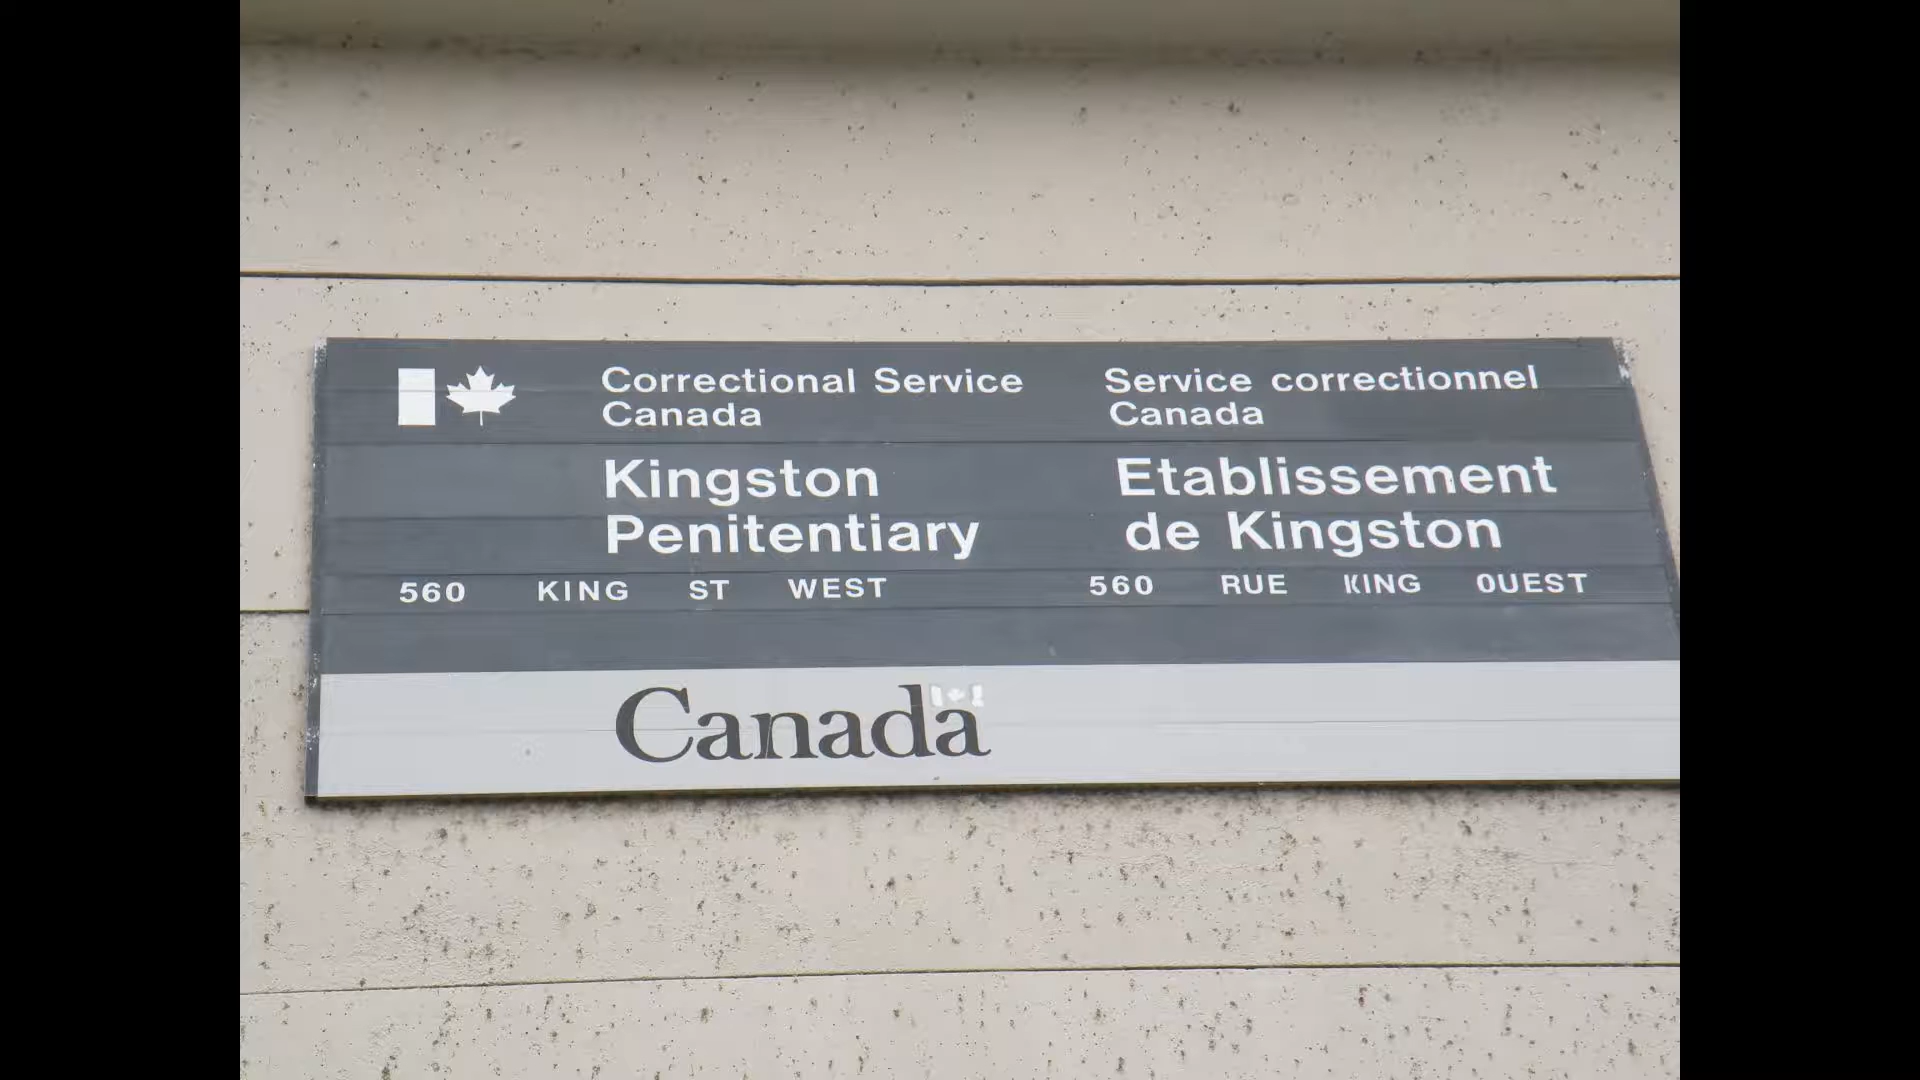 Correctional Service
Canada
Service correctionnel
Canada
Kingston
Penitentiary
Etablissement
de Kingston
560 KING ST WEST
560 RUE KING OUEST
Canada